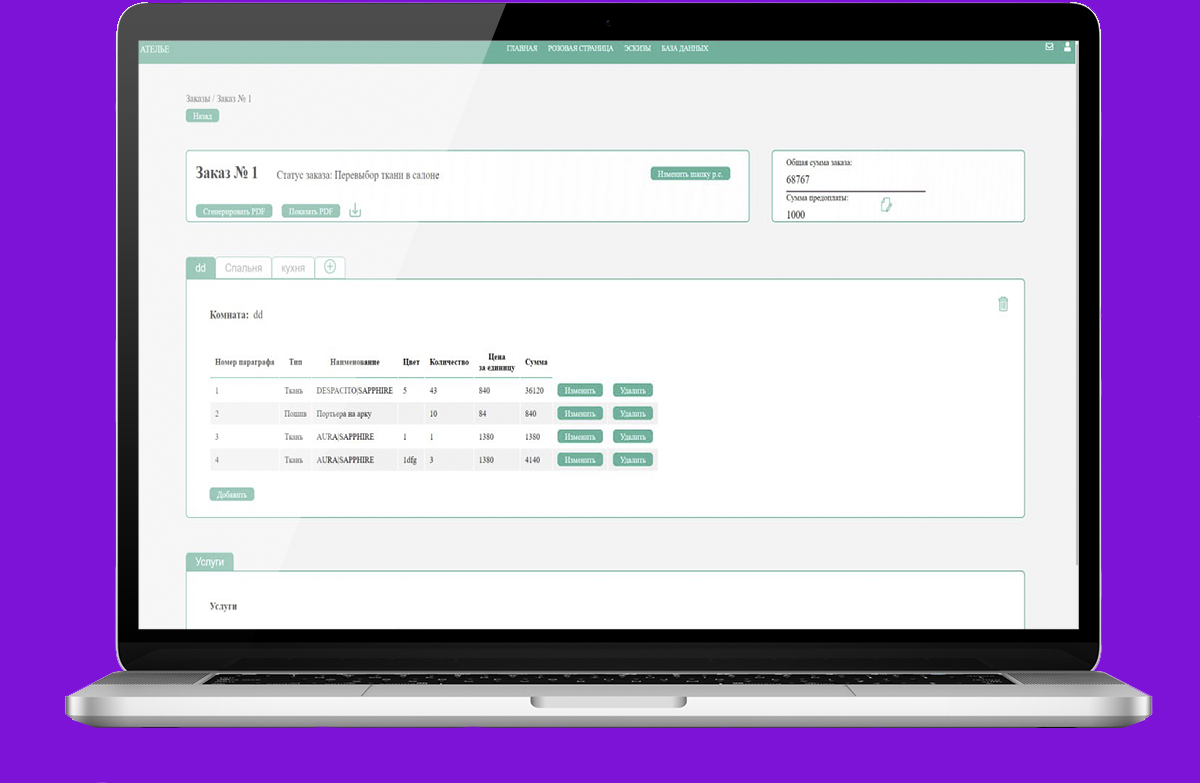 АТЕЛЬЕ ГЛАВНАЯ РОЗОВАЯ СТРАНИЦА ЭСКИЗЫ БАЗА ДАННЫХ
Заказы / Заказ № 1
Назад
Заказ № 1 Статус заказа: Перевыбор ткани в салоне Изменить шапку р.с.
Сгенерировать PDF Показать PDF
Общая сумма заказа:
68767
Сумма предоплаты:
1000
dd Спальня кухня
Комната: dd
Номер параграфа Тип Наименование Цвет Количество Цена за единицу Сумма
1 Ткань DESPACITO|SAPPHIRE 5 43 840 36120 Изменить Удалить
2 Пошив Портьера на арку 10 84 840 Изменить Удалить
3 Ткань AURA|SAPPHIRE 1 1 1380 1380 Изменить Удалить
4 Ткань AURA|SAPPHIRE 1dfg 3 1380 4140 Изменить Удалить
Добавить
Услуги
Услуги